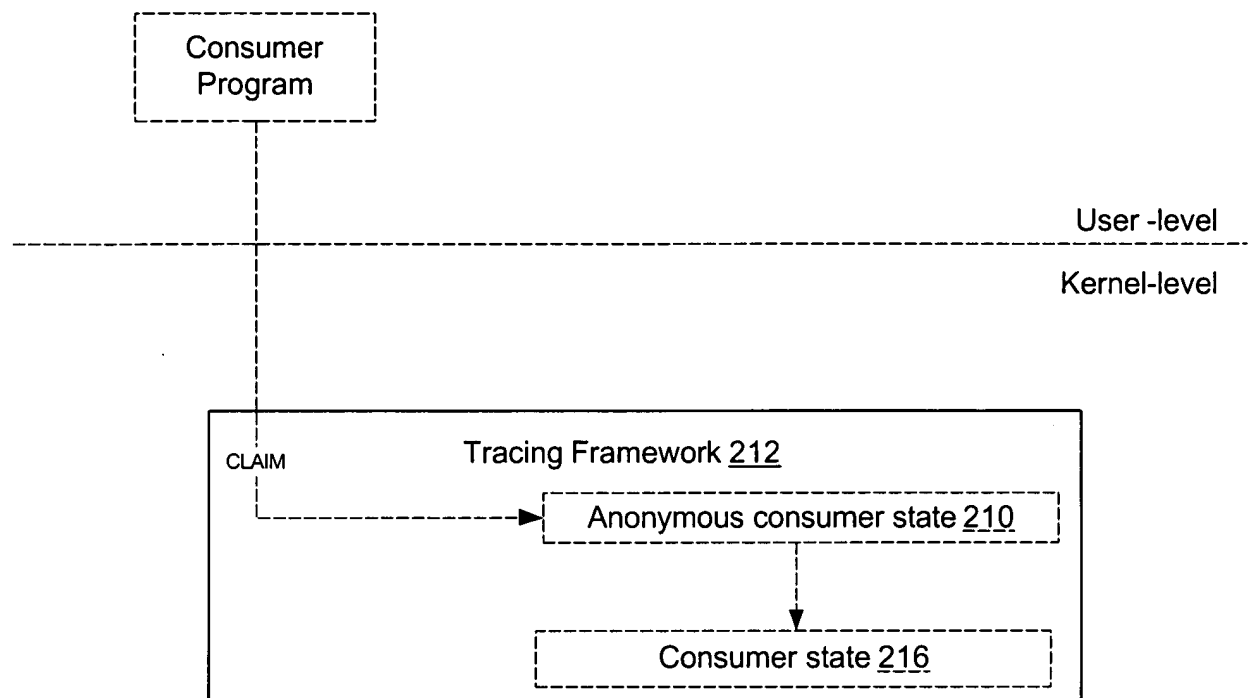 Consumer
Program
User -level
Kernel-level
CLAIM
Tracing Framework 212
Anonymous consumer state 210
Consumer state 216